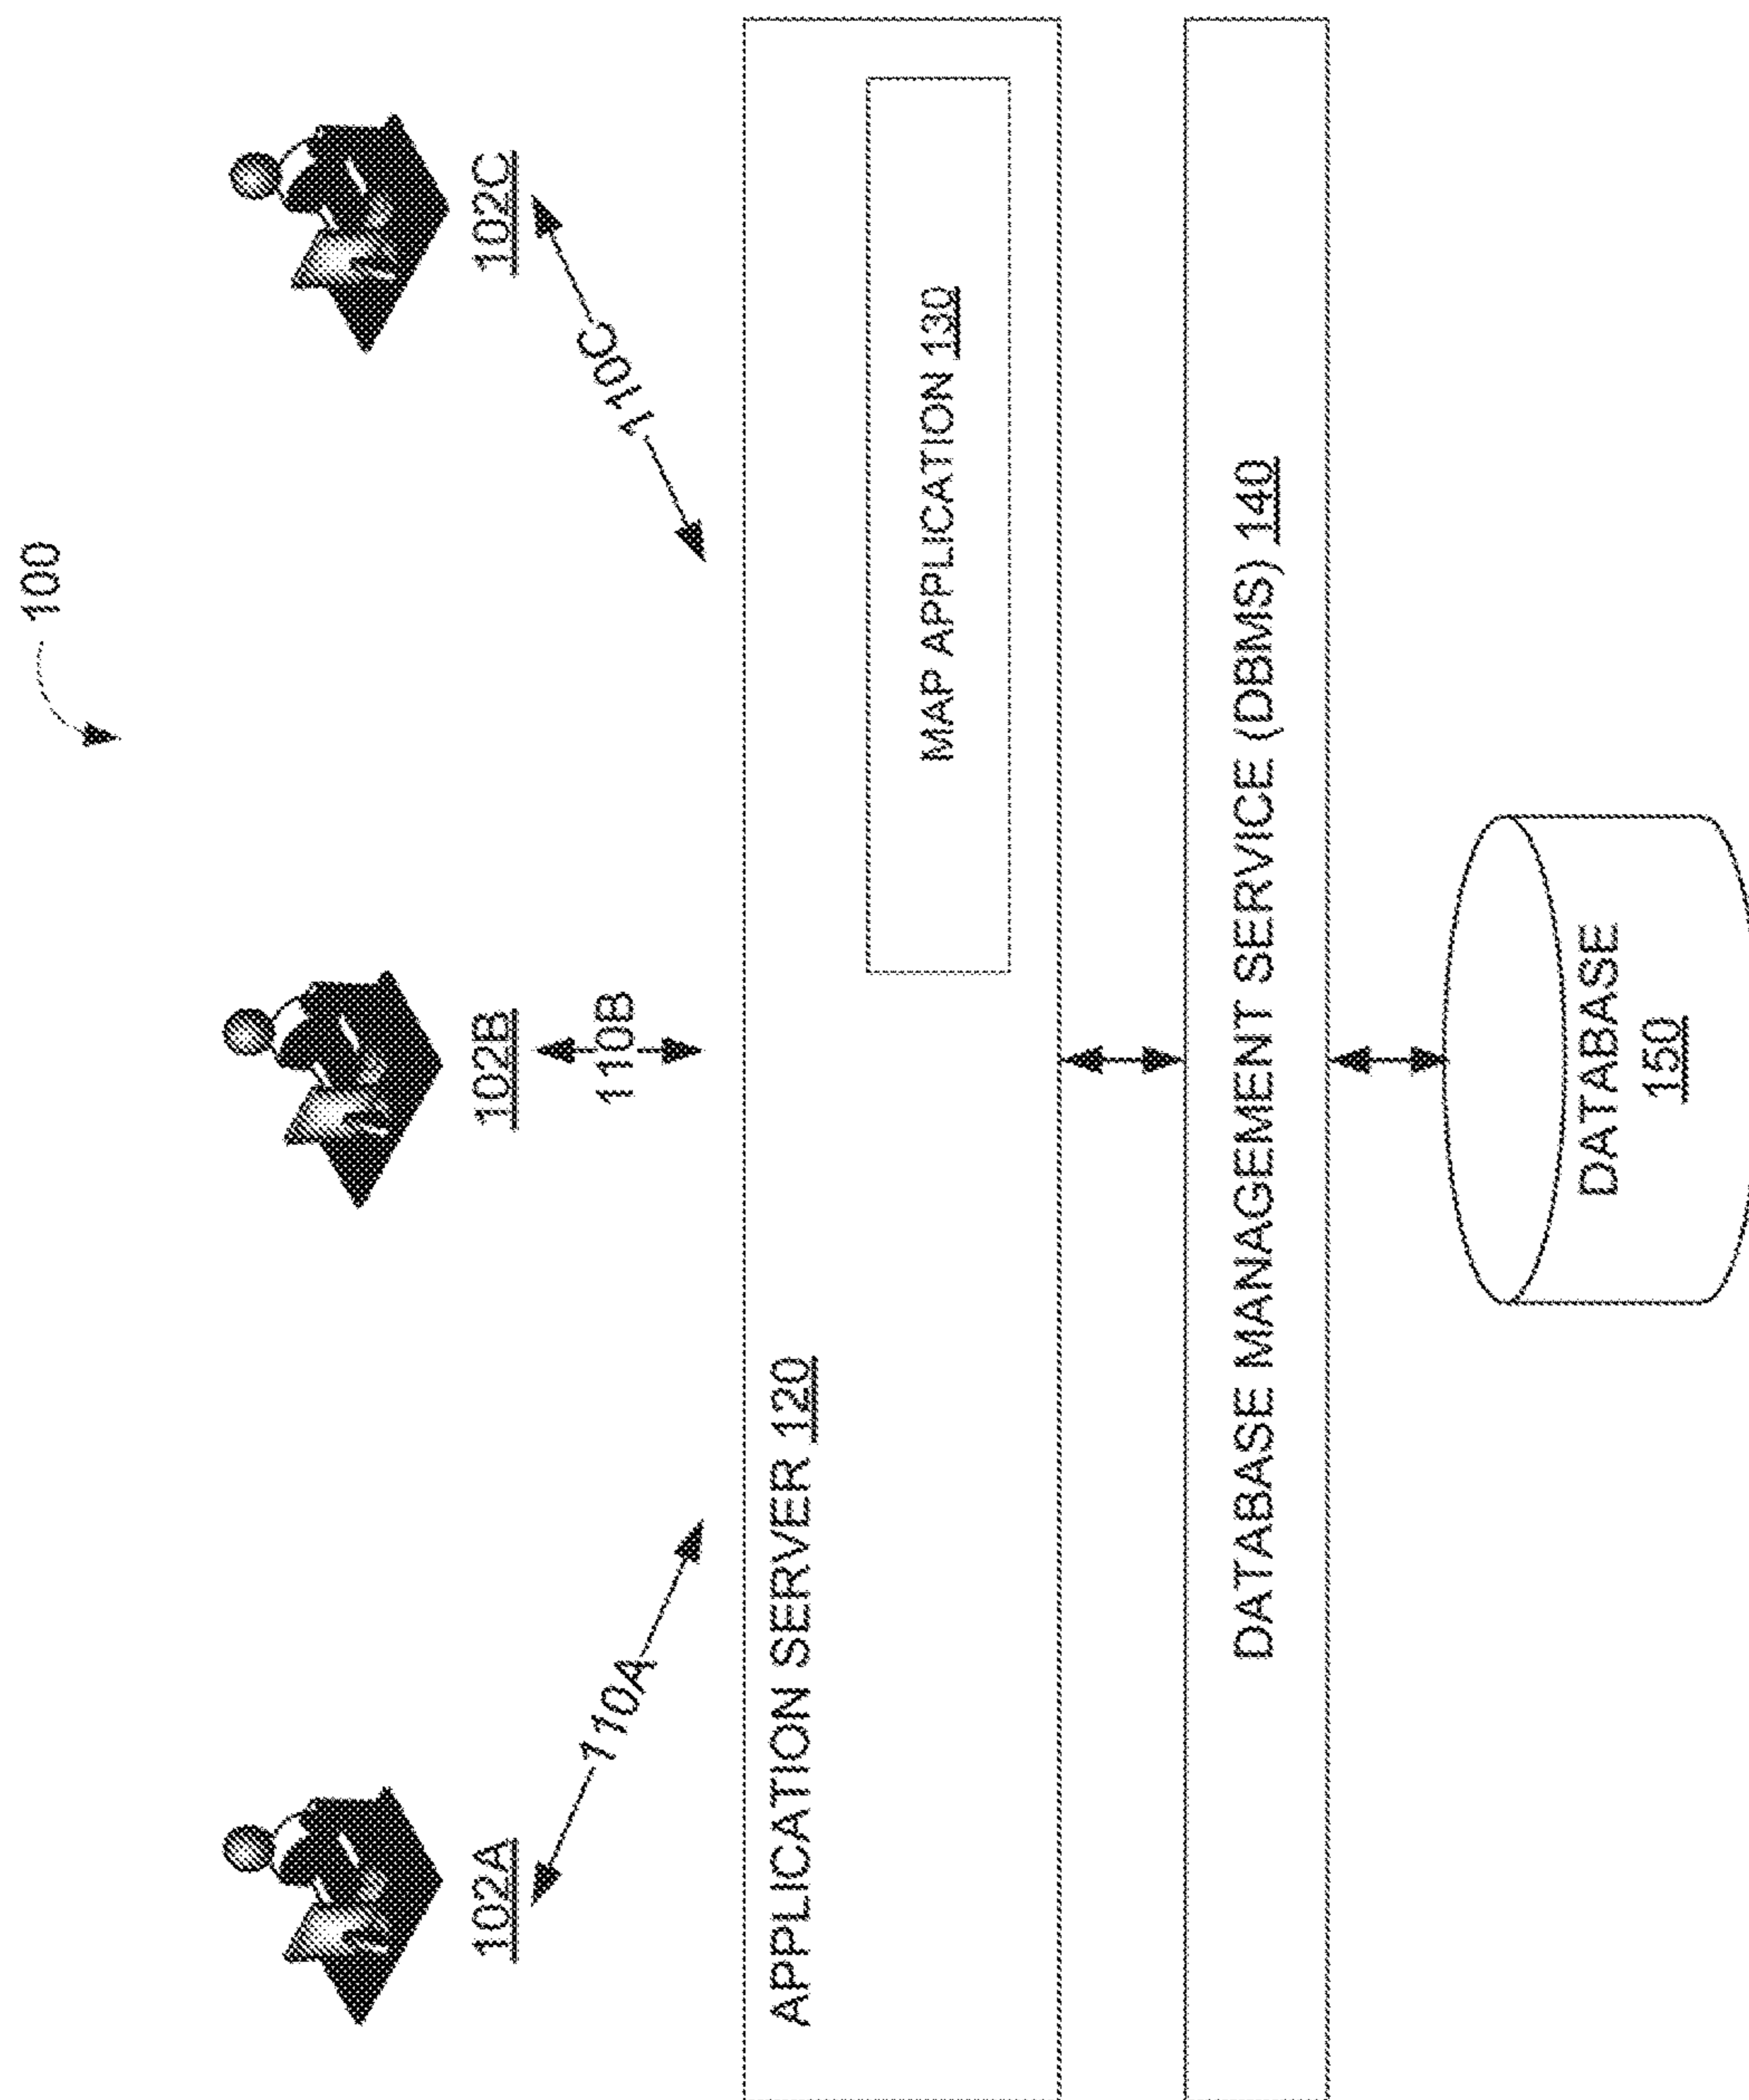 100
102A
102B
102C
110A
110B
110C
APPLICATION SERVER 120
MAP APPLICATION 130
DATABASE MANAGEMENT SERVICE (DBMS) 140
DATABASE
150